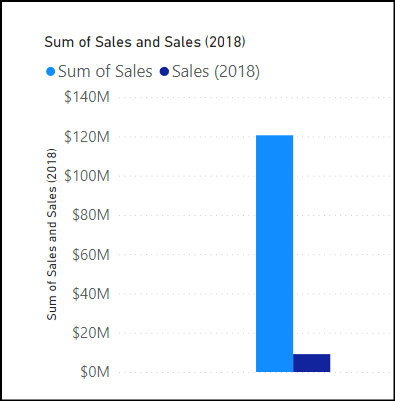 Sum of Sales and Sales (2018)
Sum of Sales Sales (2018)
$140M
$120M
$100M
$80M
$60M
$40M
$20M
$0M
Sum of Sales and Sales (2018)